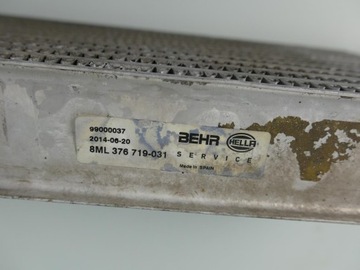 99000037
2014-06-20
8ML 376 719-031
BEHR HELLA
SERVICE
Made in SPAIN